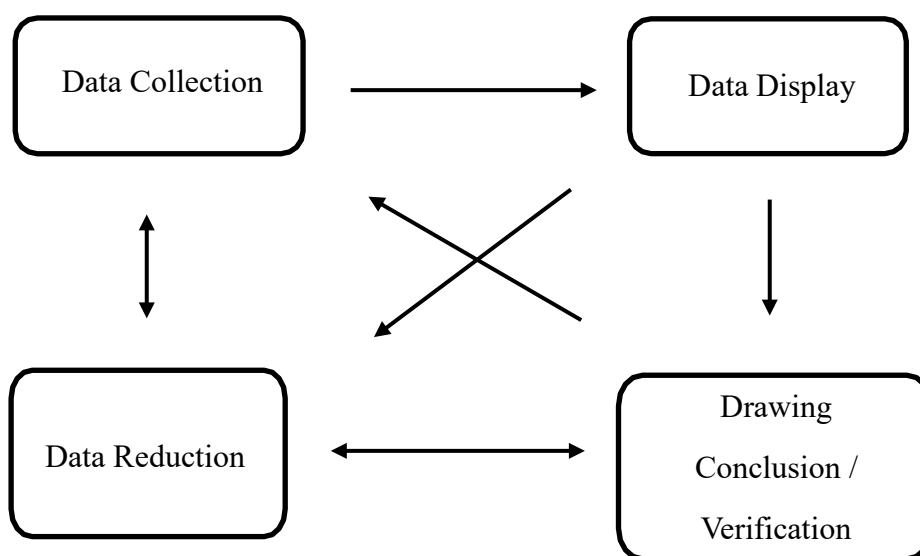 Data Collection
Data Display
Data Reduction
Drawing
Conclusion /
Verification